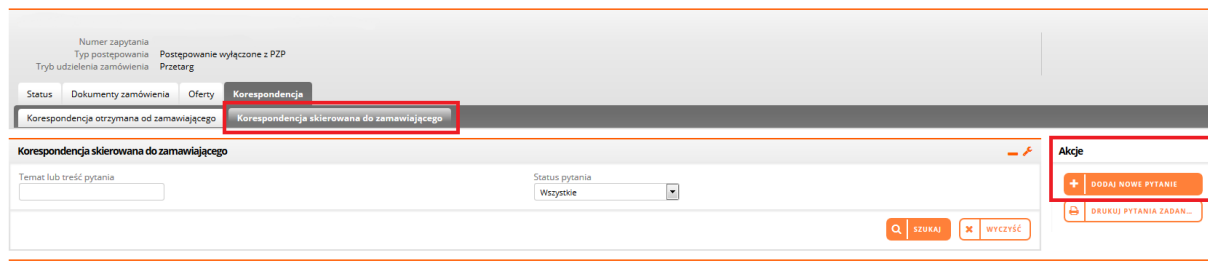 Numer zapytania
Typ postępowania Postępowanie wyłączone z PZP
Tryb udzielenia zamówienia Przetarg
Status Dokumenty zamówienia Oferty Korespondencja
Korespondencja otrzymana od zamawiającego Korespondencja skierowana do zamawiającego
Korespondencja skierowana do zamawiającego
Temat lub treść pytania Status pytania
Wszystkie
SZUKAJ WYCZYŚĆ
Akcje
DODAJ NOWE PYTANIE
DRUKUJ PYTANIA ZADAN...